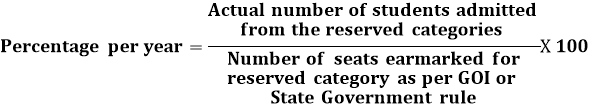 Actual number of students admitted
from the reserved categories
Percentage per year = X 100
Number of seats earmarked for
reserved category as per GOI or
State Government rule